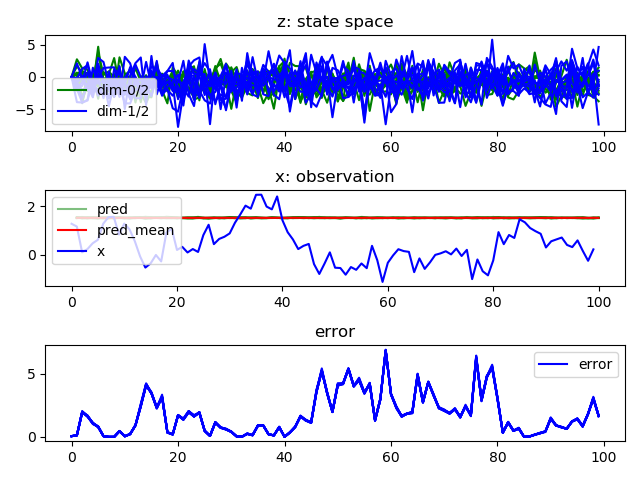 z: state space
5
0
−5
dim-0/2
dim-1/2
0 20 40 60 80 100
x: observation
2
0
pred
pred_mean
x
0 20 40 60 80 100
error
5
0
error
0 20 40 60 80 100